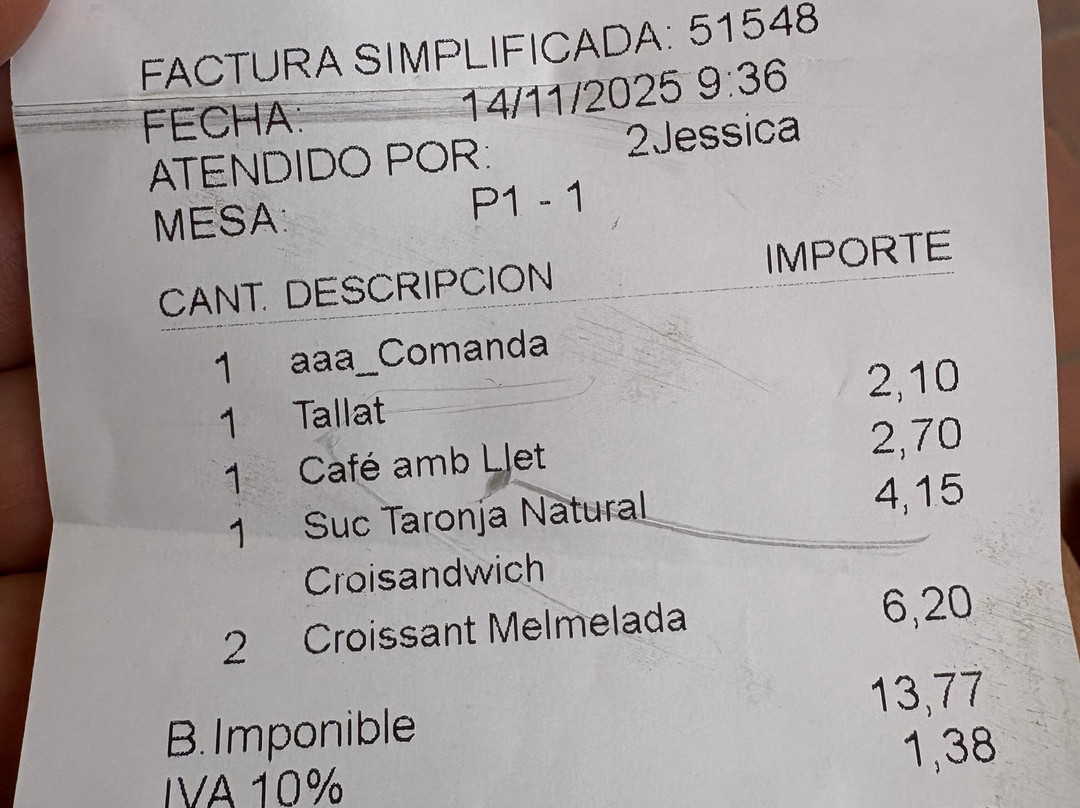 FACTURA SIMPLIFICADA: 51548
FECHA: 14/11/2025 9:36
ATENDIDO POR: 2Jessica
MESA: P1 - 1
CANT. DESCRIPCION IMPORTE
1 aaa_Comanda
1 Tallat 2,10
1 Café amb Llet 2,70
1 Suc Taronja Natural 4,15
Croisandwich
2 Croissant Melmelada 6,20
B.Imponible 13,77
IVA 10% 1,38